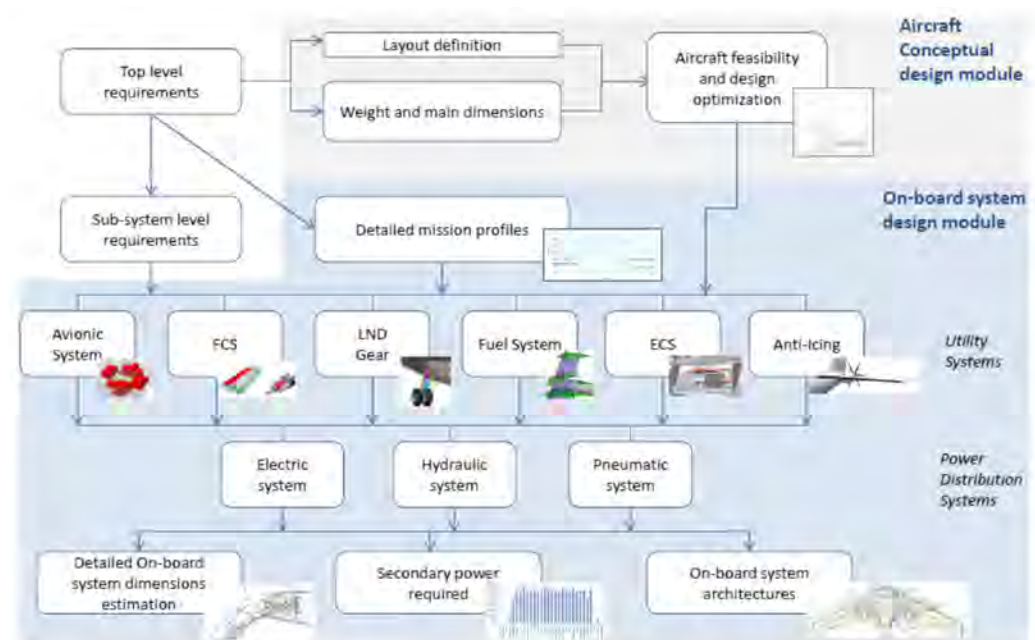 Aircraft
Conceptual
design module
Layout definition
Top level
requirements
Aircraft feasibility
and design
optimization
Weight and main dimensions
On-board system
design module
Sub-system level
requirements
Detailed mission profiles
Avionic
System
FCS
LND
Gear
Fuel System
ECS
Anti-Icing
Utility
Systems
Electric
system
Hydraulic
system
Pneumatic
system
Power
Distribution
Systems
Detailed On-board
system dimensions
estimation
Secondary power
required
On-board system
architectures